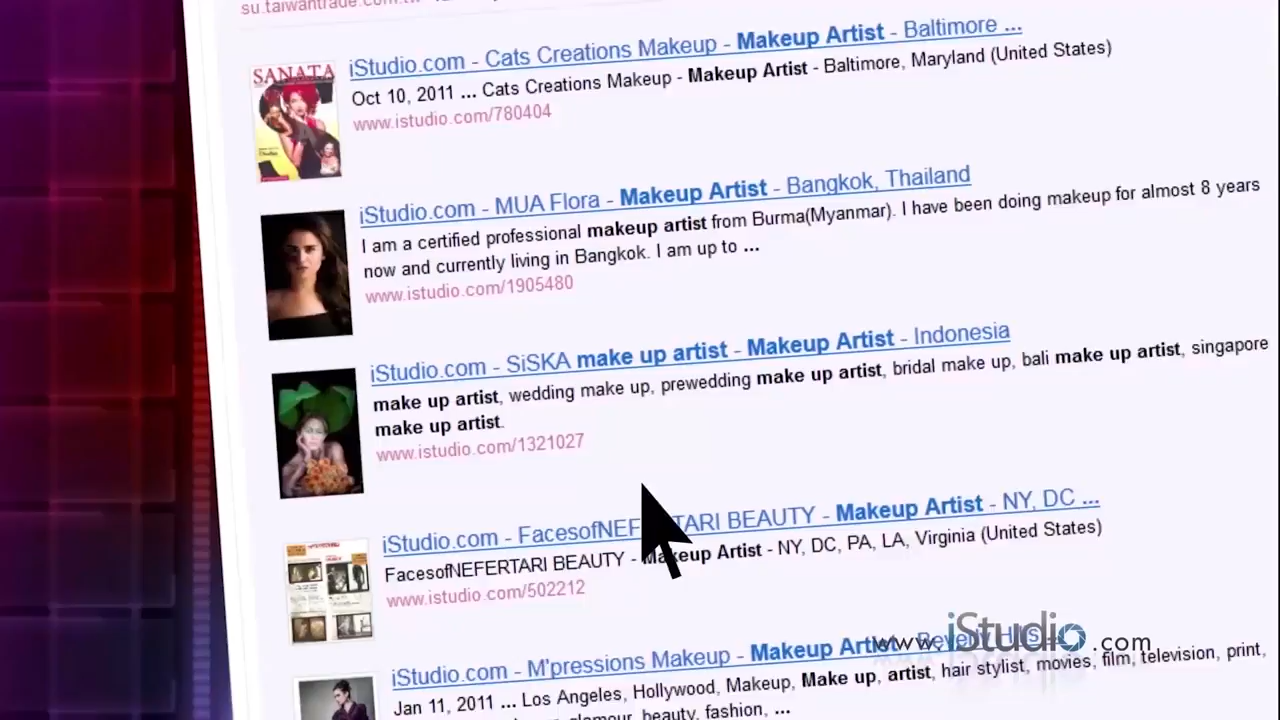 su.taiwantrade.com.tw
iStudio.com - Cats Creations Makeup - Makeup Artist - Baltimore ...
SANATA
Oct 10, 2011 ... Cats Creations Makeup - Makeup Artist - Baltimore, Maryland (United States)
www.istudio.com/780404
iStudio.com - MUA Flora - Makeup Artist - Bangkok, Thailand
I am a certified professional makeup artist from Burma(Myanmar). I have been doing makeup for almost 8 years
now and currently living in Bangkok. I am up to ...
www.istudio.com/1905480
iStudio.com - SiSKA make up artist - Makeup Artist - Indonesia
make up artist, wedding make up, prewedding make up artist, bridal make up, bali make up artist, singapore
make up artist.
www.istudio.com/1321027
iStudio.com - FacesofNEFERTARI BEAUTY - Makeup Artist - NY, DC ...
FacesofNEFERTARI BEAUTY - Makeup Artist - NY, DC, PA, LA, Virginia (United States)
www.istudio.com/502212
www.iStudio.com
iStudio.com - M'pressions Makeup - Makeup Artist - Beverly Hills
Jan 11, 2011 ... Los Angeles, Hollywood, Makeup, Make up, artist, hair stylist, movies, film, television, print,
glamour, beauty, fashion, ...